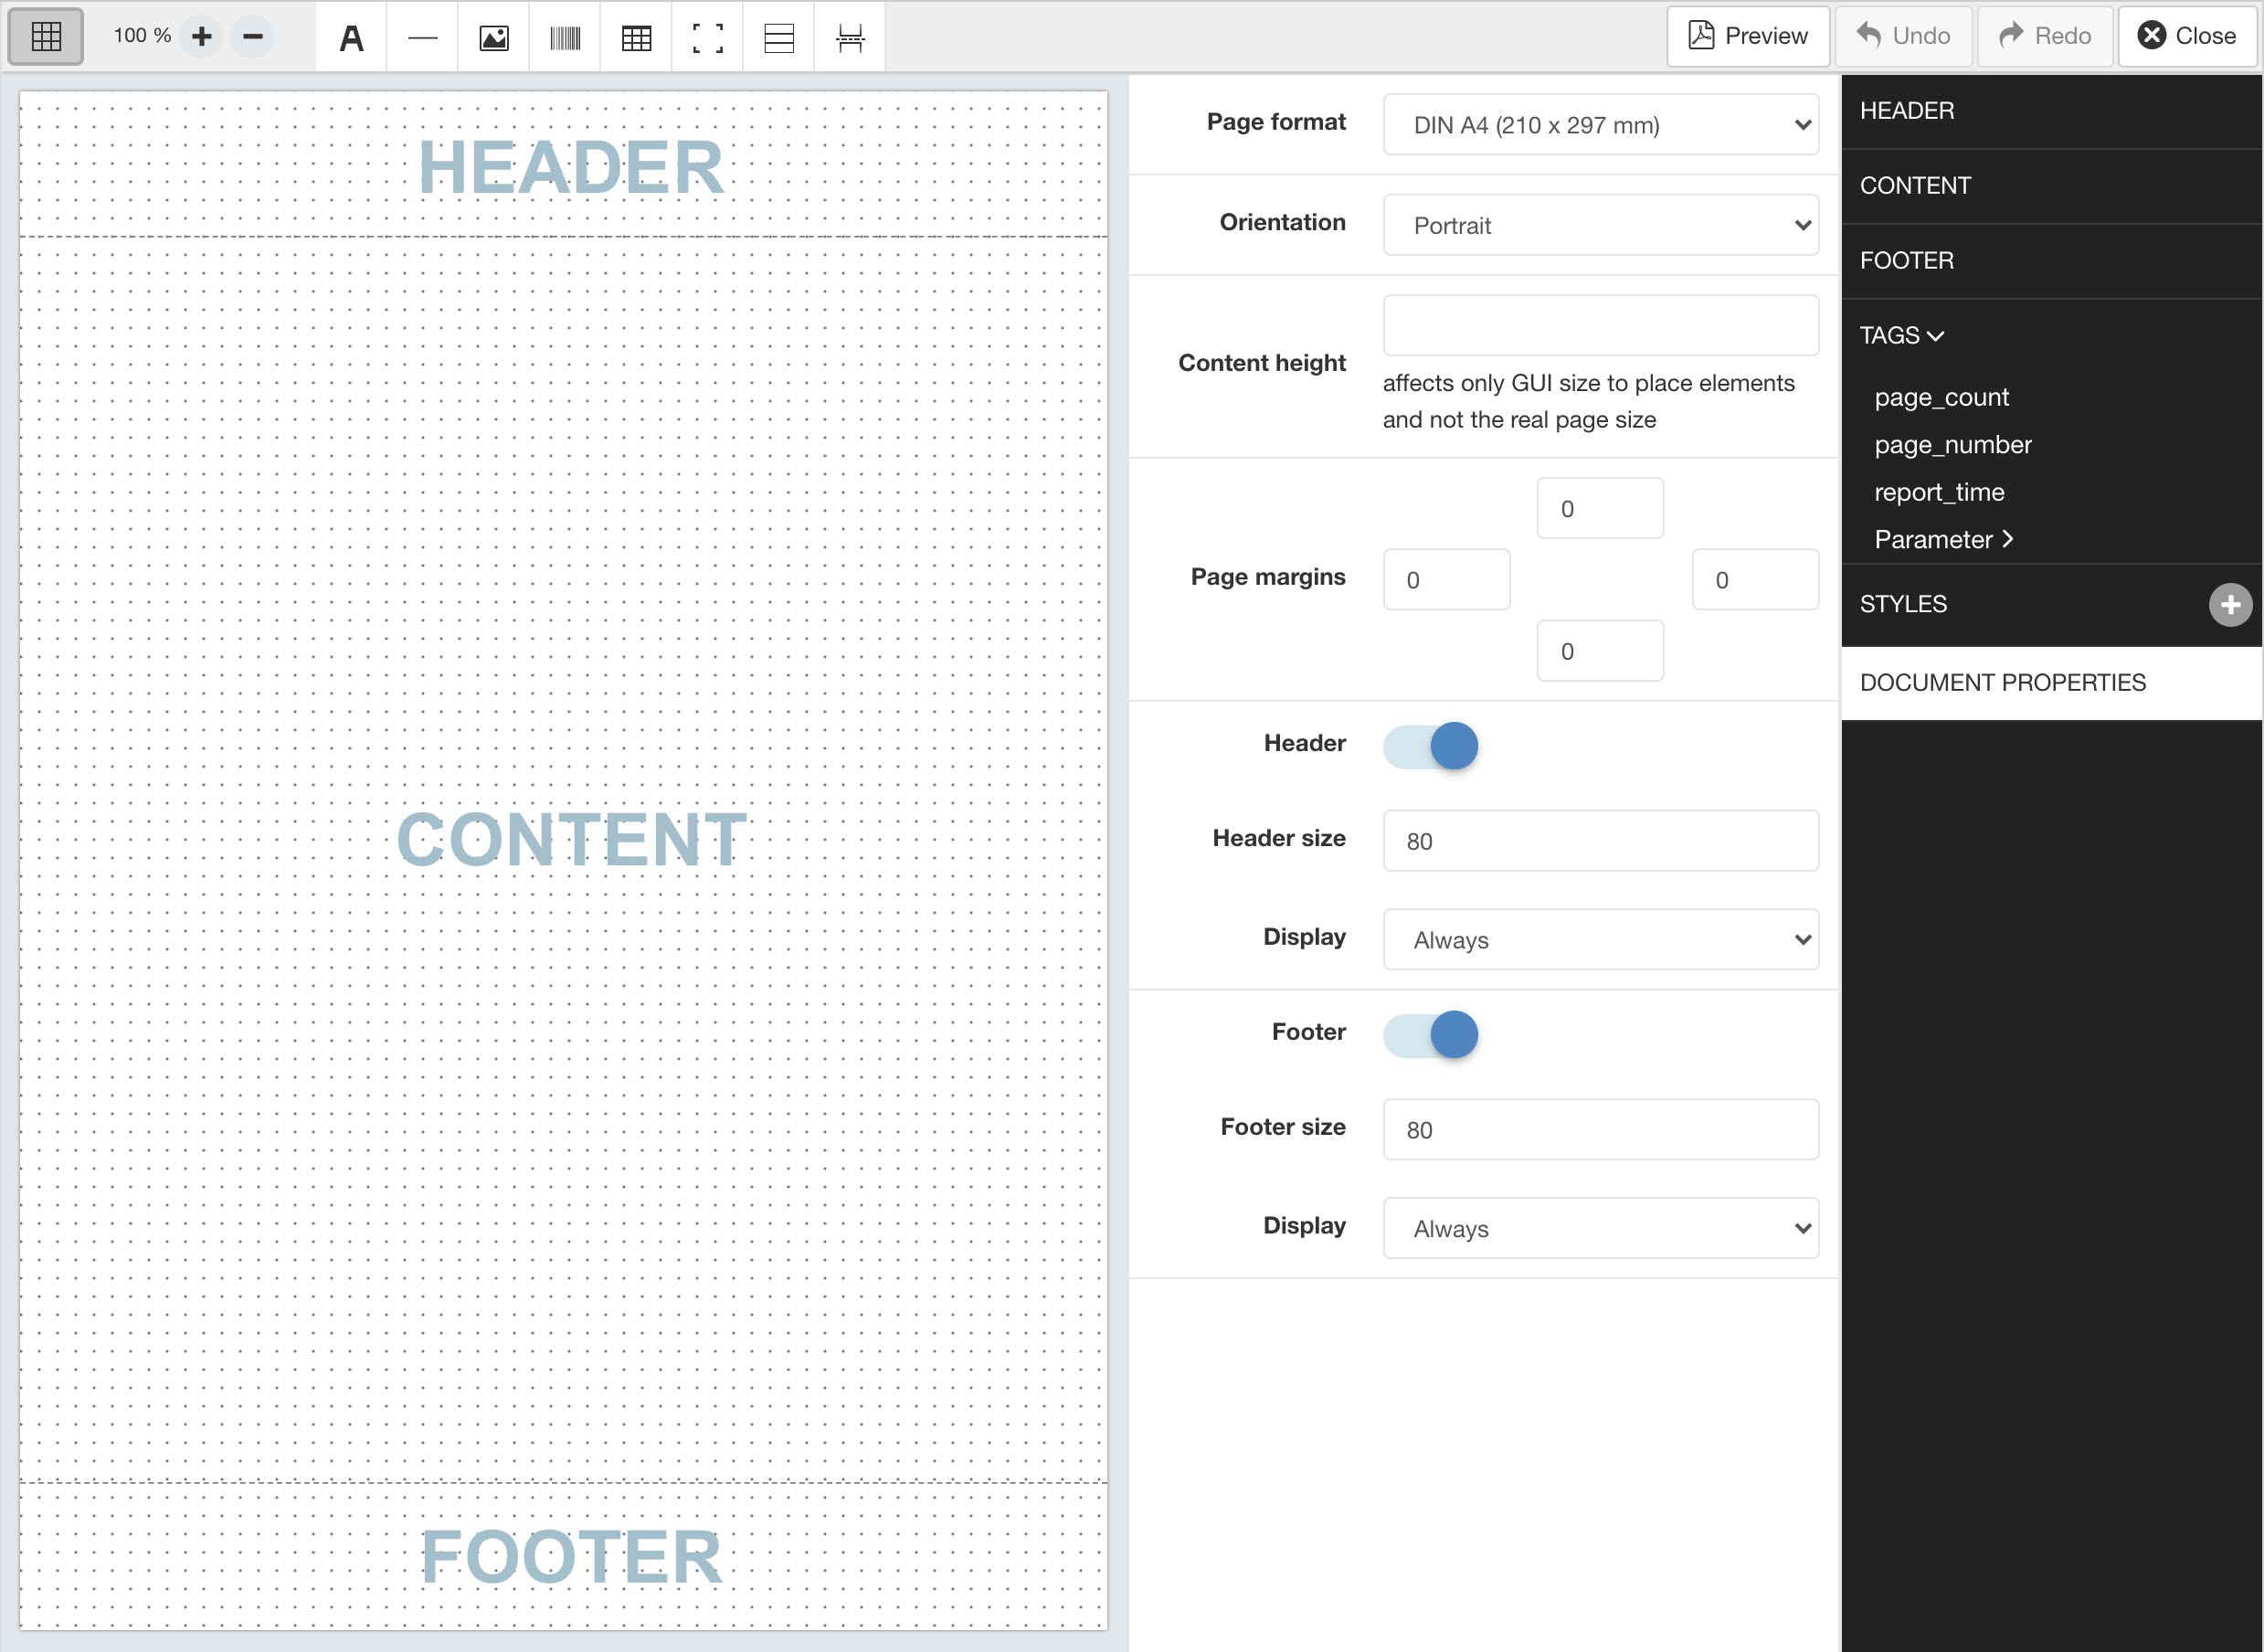 100 %
A
Preview
Undo
Redo
Close
HEADER
CONTENT
FOOTER
Page format
DIN A4 (210 x 297 mm)
Orientation
Portrait
Content height
affects only GUI size to place elements
and not the real page size
Page margins
0
0
0
0
Header
Header size
80
Display
Always
Footer
Footer size
80
Display
Always
HEADER
CONTENT
FOOTER
TAGS
page_count
page_number
report_time
Parameter
STYLES
DOCUMENT PROPERTIES